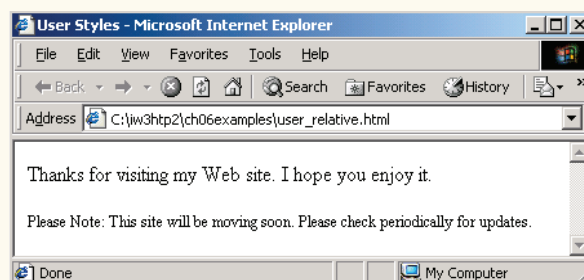 User Styles - Microsoft Internet Explorer
File Edit View Favorites Tools Help
Back Search Favorites History »
Address C:\iw3htp2\ch06examples\user_relative.html
Thanks for visiting my Web site. I hope you enjoy it.
Please Note: This site will be moving soon. Please check periodically for updates.
Done My Computer